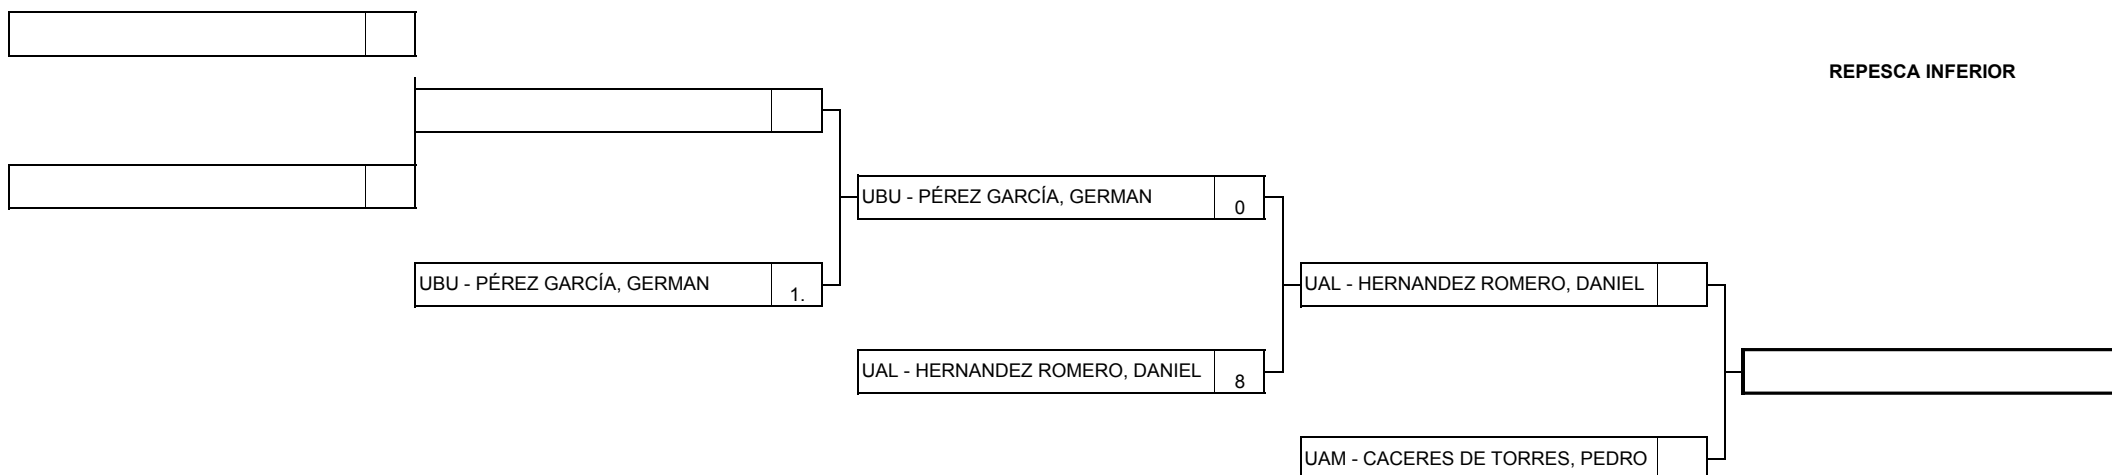 REPESCA INFERIOR
UBU - PÉREZ GARCÍA, GERMAN 0
UBU - PÉREZ GARCÍA, GERMAN 1.
UAL - HERNANDEZ ROMERO, DANIEL
UAL - HERNANDEZ ROMERO, DANIEL 8
UAM - CACERES DE TORRES, PEDRO